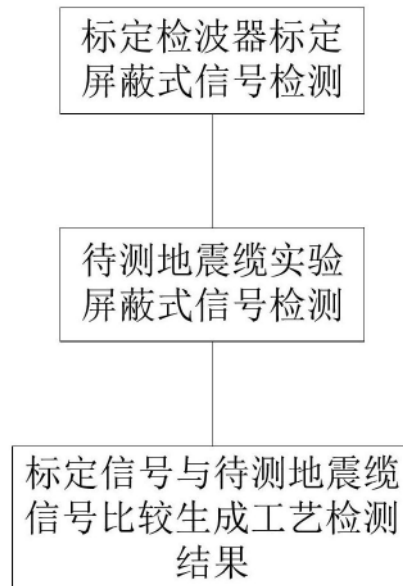 标定检波器标定
屏蔽式信号检测
待测地震缆实验
屏蔽式信号检测
标定信号与待测地震缆
信号比较生成工艺检测
结果